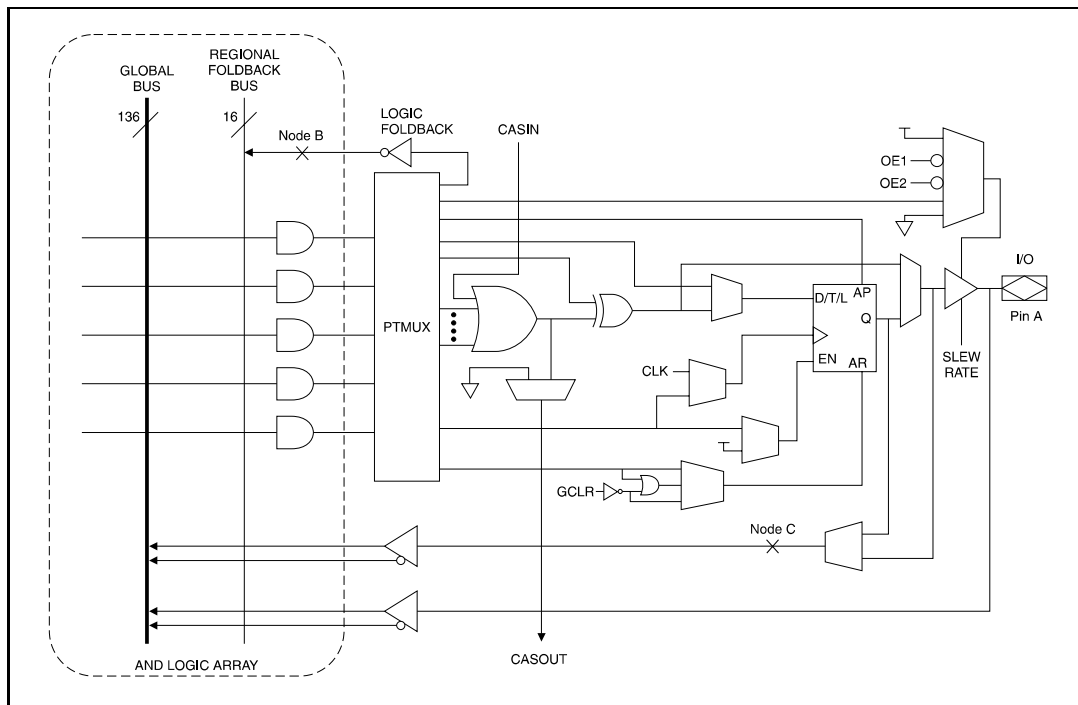 GLOBAL
BUS
REGIONAL
FOLDBACK
BUS
136
16
Node B
LOGIC
FOLDBACK
CASIN
OE1
OE2
PTMUX
D/T/L
AP
Q
EN
AR
CLK
I/O
Pin A
SLEW
RATE
GCLR
Node C
AND LOGIC ARRAY
CASOUT